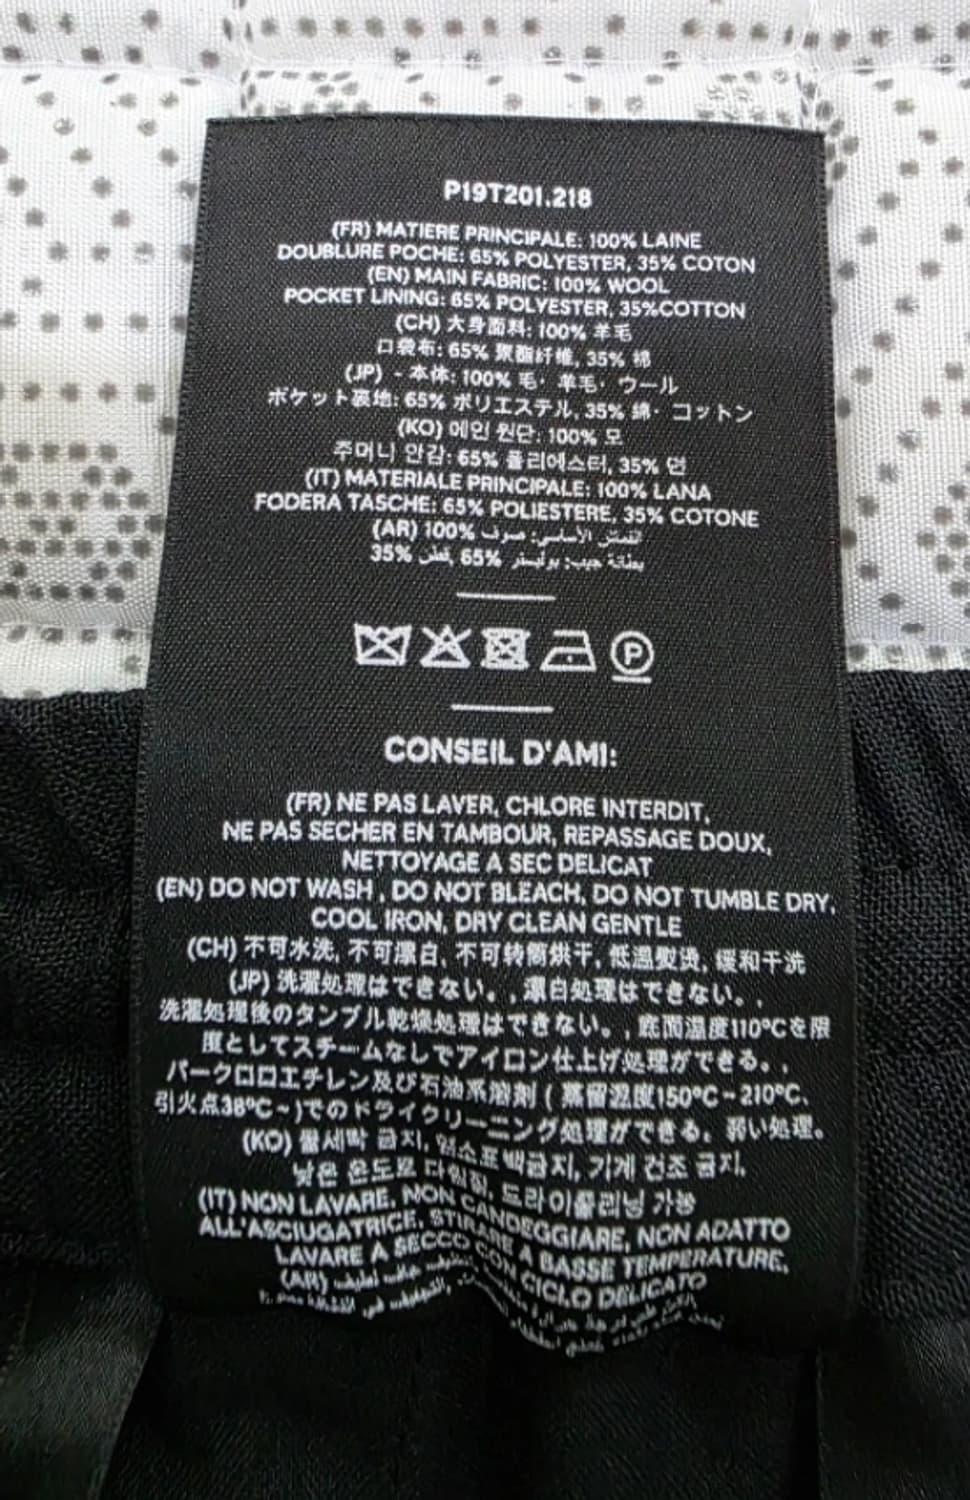 P19T201.218
(FR) MATIERE PRINCIPALE: 100% LAINE
DOUBLURE POCHE: 65% POLYESTER, 35% COTON
(EN) MAIN FABRIC: 100% WOOL
POCKET LINING: 65% POLYESTER, 35%COTTON
(CH) 大身面料: 100% 羊毛
口袋布: 65% 聚酯纤维, 35% 棉
(JP) - 本体: 100% 毛· 羊毛· ウール
ポケット裏地: 65% ポリエステル, 35% 綿· コットン
(KO) 메인 원단: 100% 모
주머니 안감: 65% 폴리에스터, 35% 면
(IT) MATERIALE PRINCIPALE: 100% LANA
FODERA TASCHE: 65% POLIESTERE, 35% COTONE
(AR) 100% صوف :الأساسي
35% قطن, 65% بوليستر :بطانة جيب
P
CONSEIL D'AMI:
(FR) NE PAS LAVER, CHLORE INTERDIT,
NE PAS SECHER EN TAMBOUR, REPASSAGE DOUX,
NETTOYAGE A SEC DELICAT
(EN) DO NOT WASH , DO NOT BLEACH, DO NOT TUMBLE DRY,
COOL IRON, DRY CLEAN GENTLE
(CH) 不可水洗, 不可漂白, 不可转筒烘干, 低温熨烫, 缓和干洗
(JP) 洗濯処理はできない。, 漂白処理はできない。,
洗濯処理後のタンブル乾燥処理はできない。, 底面温度110℃を限
度としてスチームなしでアイロン仕上げ処理ができる。,
パークロロエチレン及び石油系溶剤 ( 蒸留温度150℃~210℃、
引火点38℃~)でのドライクリーニング処理ができる。弱い処理。
(KO) 물세탁 금지, 염소표백금지, 기계 건조 금지,
낮은 온도로 다림질, 드라이클리닝 가능
(IT) NON LAVARE, NON CANDEGGIARE, NON ADATTO
ALL'ASCIUGATRICE, STIRARE A BASSE TEMPERATURE,
LAVARE A SECCO CON CICLO DELICATO
(AR)